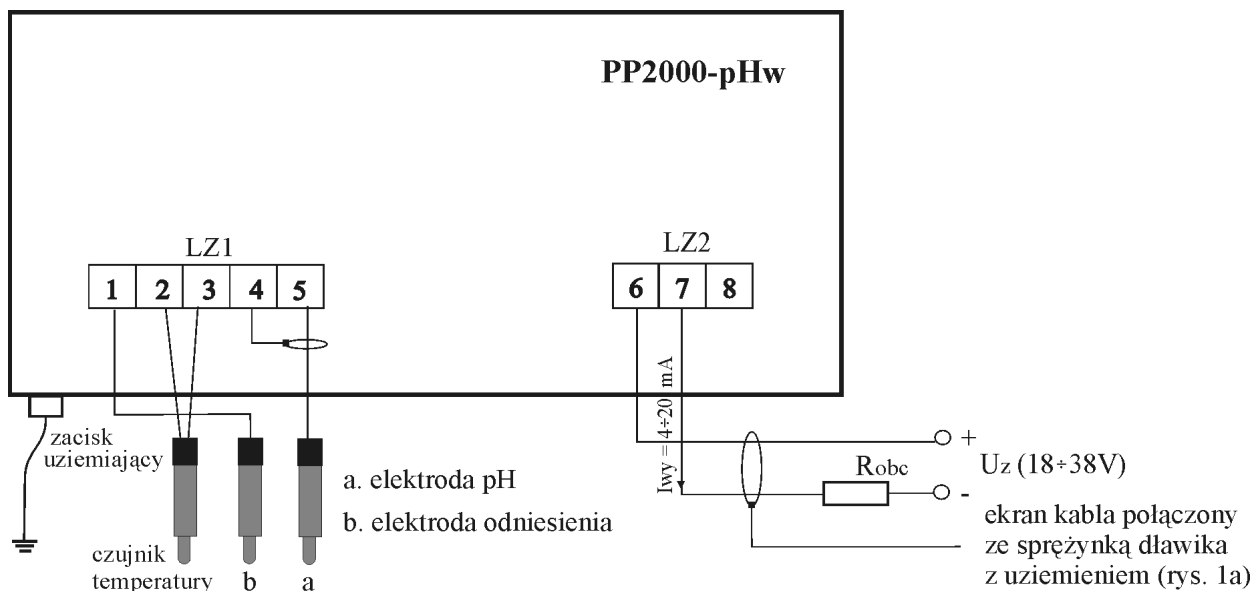 PP2000-pHw
LZ1
1 2 3 4 5
LZ2
6 7 8
Iwy = 4÷20 mA
zacisk
uziemiający
a. elektroda pH
b. elektroda odniesienia
czujnik
temperatury
b
a
+
Robc
Uz (18÷38V)
-
ekran kabla połączony
ze sprężynką dławika
z uziemieniem (rys. 1a)